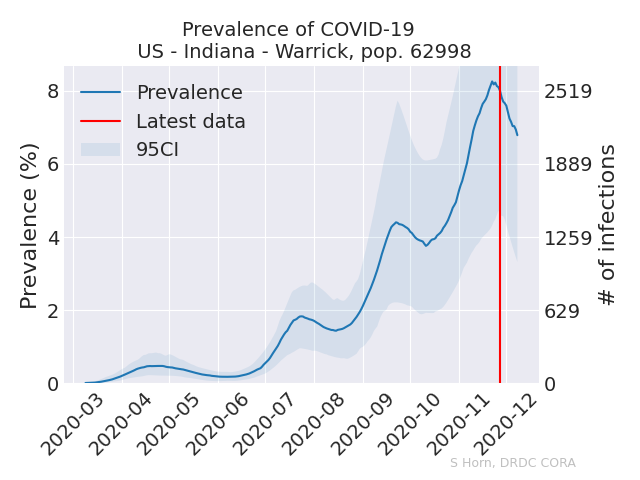 Prevalence of COVID-19
US - Indiana - Warrick, pop. 62998
Prevalence
Latest data
95CI
Prevalence (%)
8
6
4
2
0
2519
1889
1259
629
0
# of infections
2020-03
2020-04
2020-05
2020-06
2020-07
2020-08
2020-09
2020-10
2020-11
2020-12
S Horn, DRDC CORA